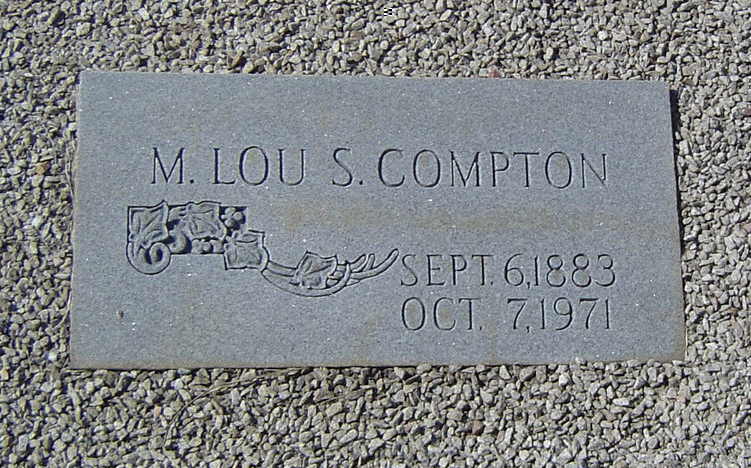 M. LOU S. COMPTON
SEPT. 6, 1883
OCT. 7, 1971